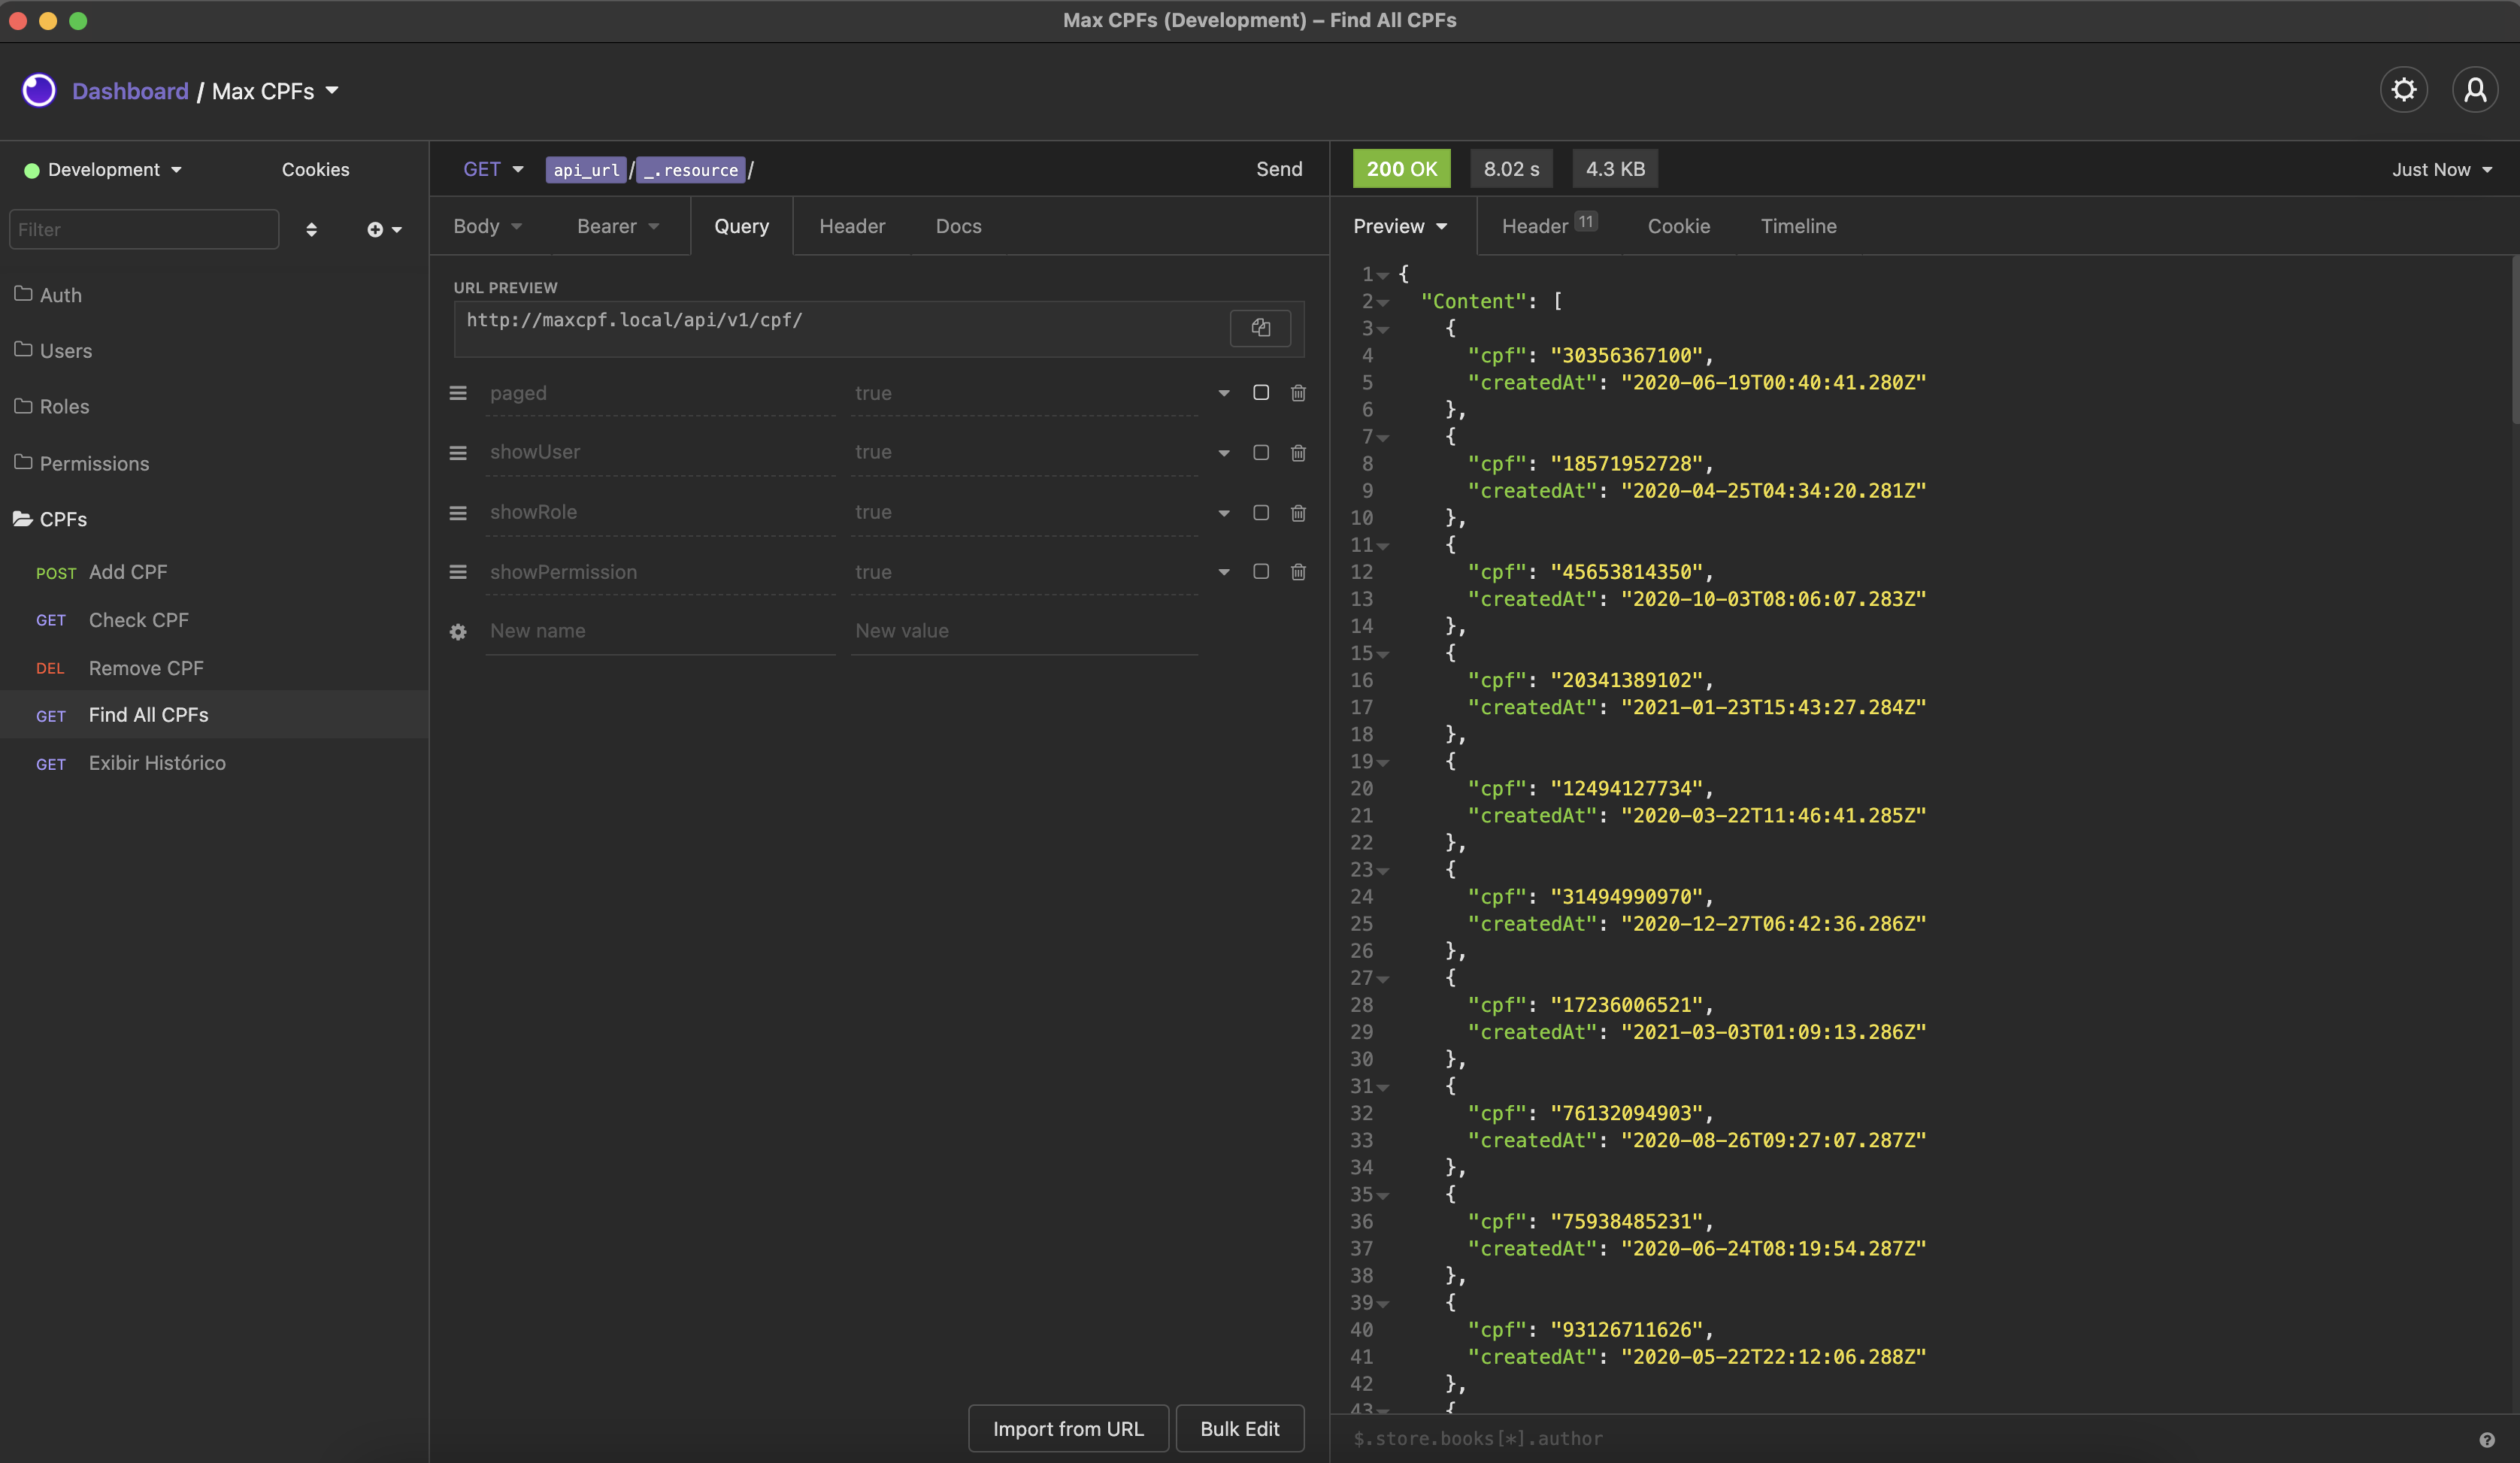 Max CPFs (Development) – Find All CPFs
Dashboard / Max CPFs
Development Cookies
Filter
Auth
Users
Roles
Permissions
CPFs
POST Add CPF
GET Check CPF
DEL Remove CPF
GET Find All CPFs
GET Exibir Histórico
GET api_url/_.resource/ Send
Body Bearer Query Header Docs
URL PREVIEW
http://maxcpf.local/api/v1/cpf/
paged true
showUser true
showRole true
showPermission true
New name New value
Import from URL Bulk Edit
200 OK 8.02 s 4.3 KB Just Now
Preview Header 11 Cookie Timeline
1 {
2 "Content": [
3 {
4 "cpf": "30356367100",
5 "createdAt": "2020-06-19T00:40:41.280Z"
6 },
7 {
8 "cpf": "18571952728",
9 "createdAt": "2020-04-25T04:34:20.281Z"
10 },
11 {
12 "cpf": "45653814350",
13 "createdAt": "2020-10-03T08:06:07.283Z"
14 },
15 {
16 "cpf": "20341389102",
17 "createdAt": "2021-01-23T15:43:27.284Z"
18 },
19 {
20 "cpf": "12494127734",
21 "createdAt": "2020-03-22T11:46:41.285Z"
22 },
23 {
24 "cpf": "31494990970",
25 "createdAt": "2020-12-27T06:42:36.286Z"
26 },
27 {
28 "cpf": "17236006521",
29 "createdAt": "2021-03-03T01:09:13.286Z"
30 },
31 {
32 "cpf": "76132094903",
33 "createdAt": "2020-08-26T09:27:07.287Z"
34 },
35 {
36 "cpf": "75938485231",
37 "createdAt": "2020-06-24T08:19:54.287Z"
38 },
39 {
40 "cpf": "93126711626",
41 "createdAt": "2020-05-22T22:12:06.288Z"
42 },
43 {
$.store.books[*].author